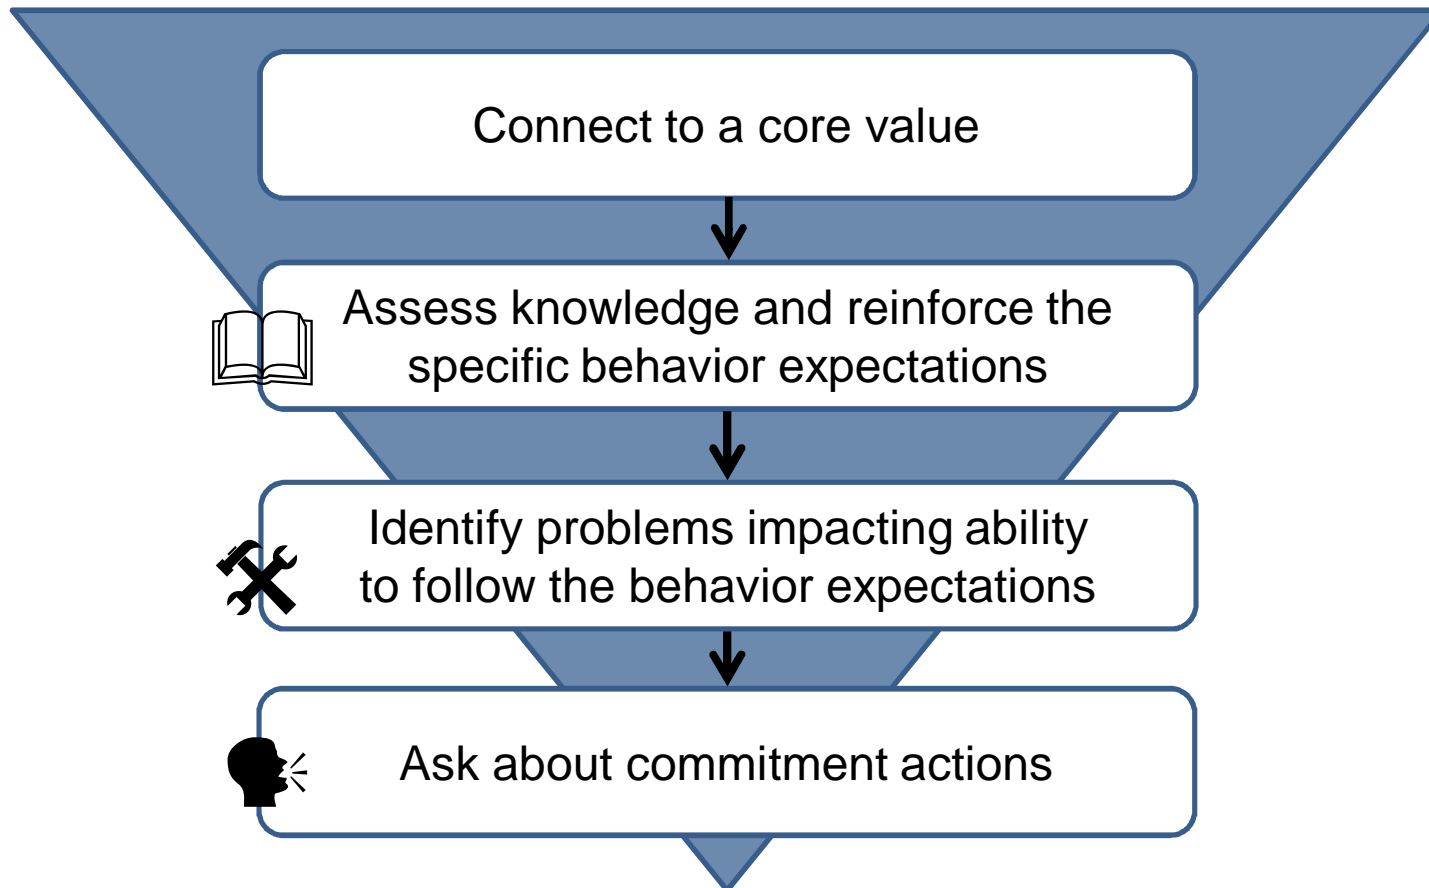 Connect to a core value
Assess knowledge and reinforce the
specific behavior expectations
Identify problems impacting ability
to follow the behavior expectations
Ask about commitment actions